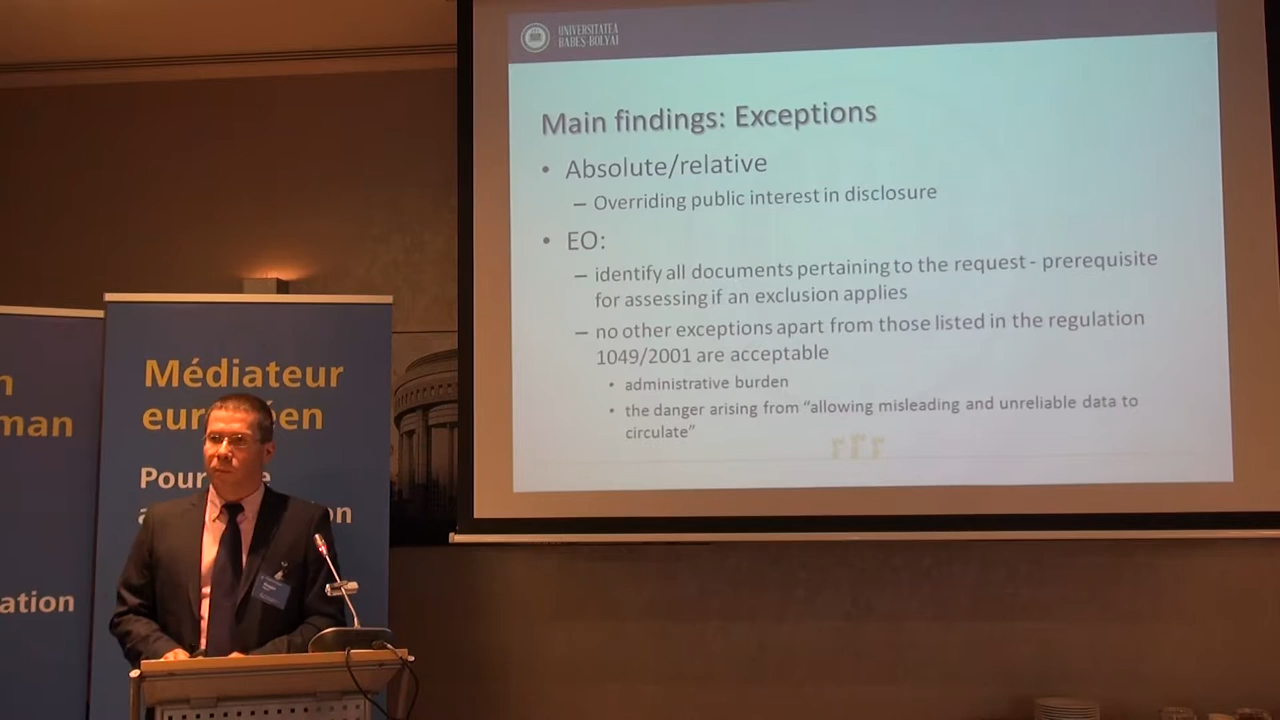 UNIVERSITATEA
BABEȘ-BOLYAI
Main findings: Exceptions
• Absolute/relative
– Overriding public interest in disclosure
• EO:
– identify all documents pertaining to the request - prerequisite
for assessing if an exclusion applies
– no other exceptions apart from those listed in the regulation
1049/2001 are acceptable
• administrative burden
• the danger arising from “allowing misleading and unreliable data to
circulate”
Médiateur
européen
Pour
man
ation